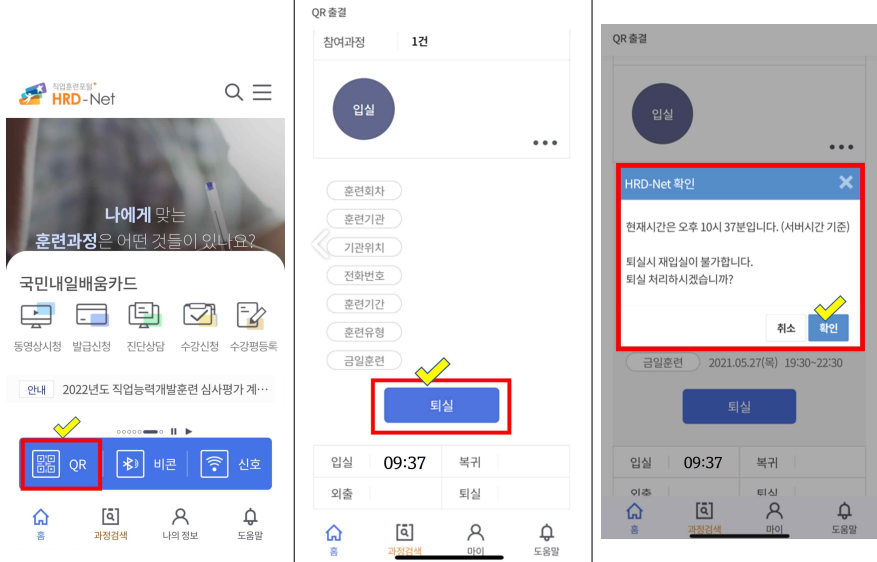 직업훈련포털
HRD-Net
나에게 맞는
훈련과정은 어떤 것들이 있나요?
국민내일배움카드
동영상시청 발급신청 진단상담 수강신청 수강평등록
안내 2022년도 직업능력개발훈련 심사평가 계…
QR 비콘 신호
홈 과정검색 나의 정보 도움말
QR 출결
참여과정 1건
입실
훈련회차
훈련기관
기관위치
전화번호
훈련기간
훈련유형
금일훈련
퇴실
입실 09:37 복귀
외출 퇴실
홈 과정검색 마이 도움말
QR 출결
입실
HRD-Net 확인
현재시간은 오후 10시 37분입니다. (서버시간 기준)
퇴실시 재입실이 불가합니다.
퇴실 처리하시겠습니까?
취소 확인
금일훈련 2021.05.27(목) 19:30~22:30
퇴실
입실 09:37 복귀
외출 퇴실
홈 과정검색 마이 도움말